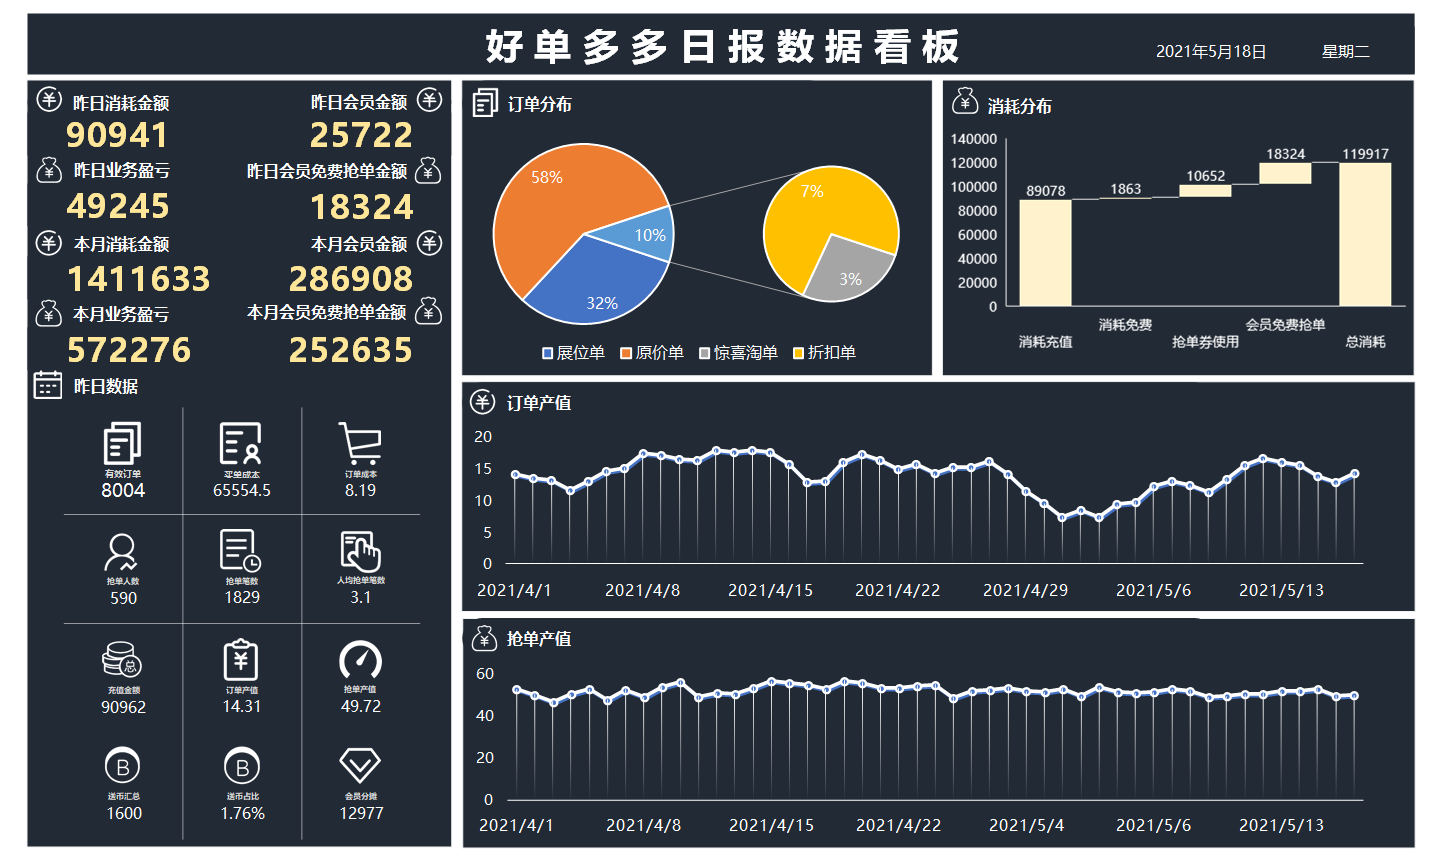 好单多多日报数据看板
2021年5月18日
星期二
昨日消耗金额
昨日会员金额
90941
25722
昨日业务盈亏
昨日会员免费抢单金额
49245
18324
本月消耗金额
本月会员金额
1411633
286908
本月业务盈亏
本月会员免费抢单金额
572276
252635
昨日数据
有效订单
8004
买单成本
65554.5
订单成本
8.19
抢单人数
590
抢单笔数
1829
人均抢单笔数
3.1
总
充值金额
90962
订单产值
14.31
抢单产值
49.72
B
送币汇总
1600
B
送币占比
1.76%
会员分摊
12977
订单分布
58%
10%
32%
7%
3%
展位单
原价单
惊喜淘单
折扣单
消耗分布
140000
120000
100000
80000
60000
40000
20000
0
89078
1863
10652
18324
119917
消耗充值
消耗免费
抢单券使用
会员免费抢单
总消耗
订单产值
20
15
10
5
0
2021/4/1
2021/4/8
2021/4/15
2021/4/22
2021/4/29
2021/5/6
2021/5/13
抢单产值
60
40
20
0
2021/4/1
2021/4/8
2021/4/15
2021/4/22
2021/5/4
2021/5/6
2021/5/13